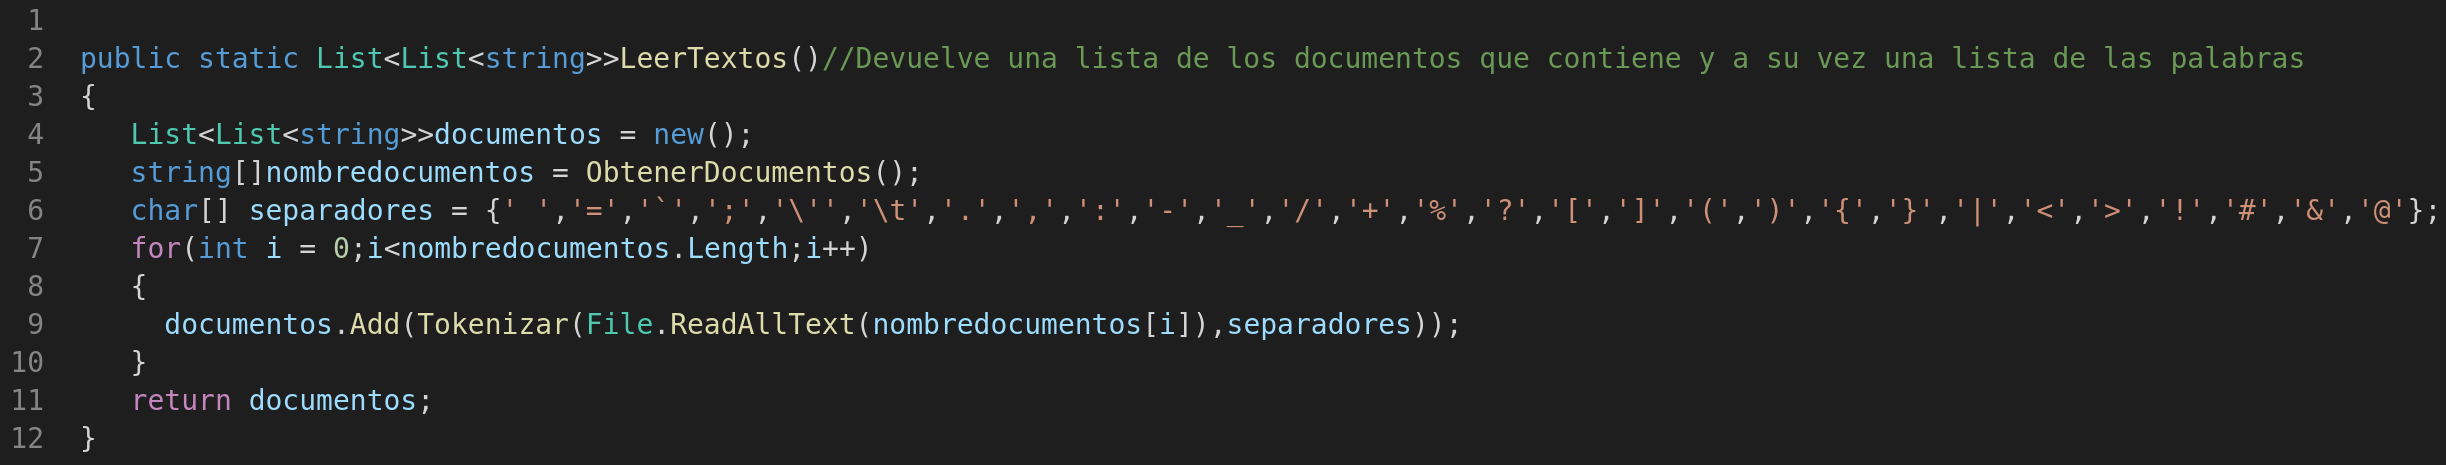 1
2 public static List<List<string>>LeerTextos()//Devuelve una lista de los documentos que contiene y a su vez una lista de las palabras
3 {
4    List<List<string>>documentos = new();
5    string[]nombredocumentos = ObtenerDocumentos();
6    char[] separadores = {' ','=','`',';','\'','\t','.',',',':','-','_','/','+','%','?','[',']','(',')','{','}','|','<','>','!','#','&','@'};
7    for(int i = 0;i<nombredocumentos.Length;i++)
8    {
9      documentos.Add(Tokenizar(File.ReadAllText(nombredocumentos[i]),separadores));
10    }
11    return documentos;
12 }